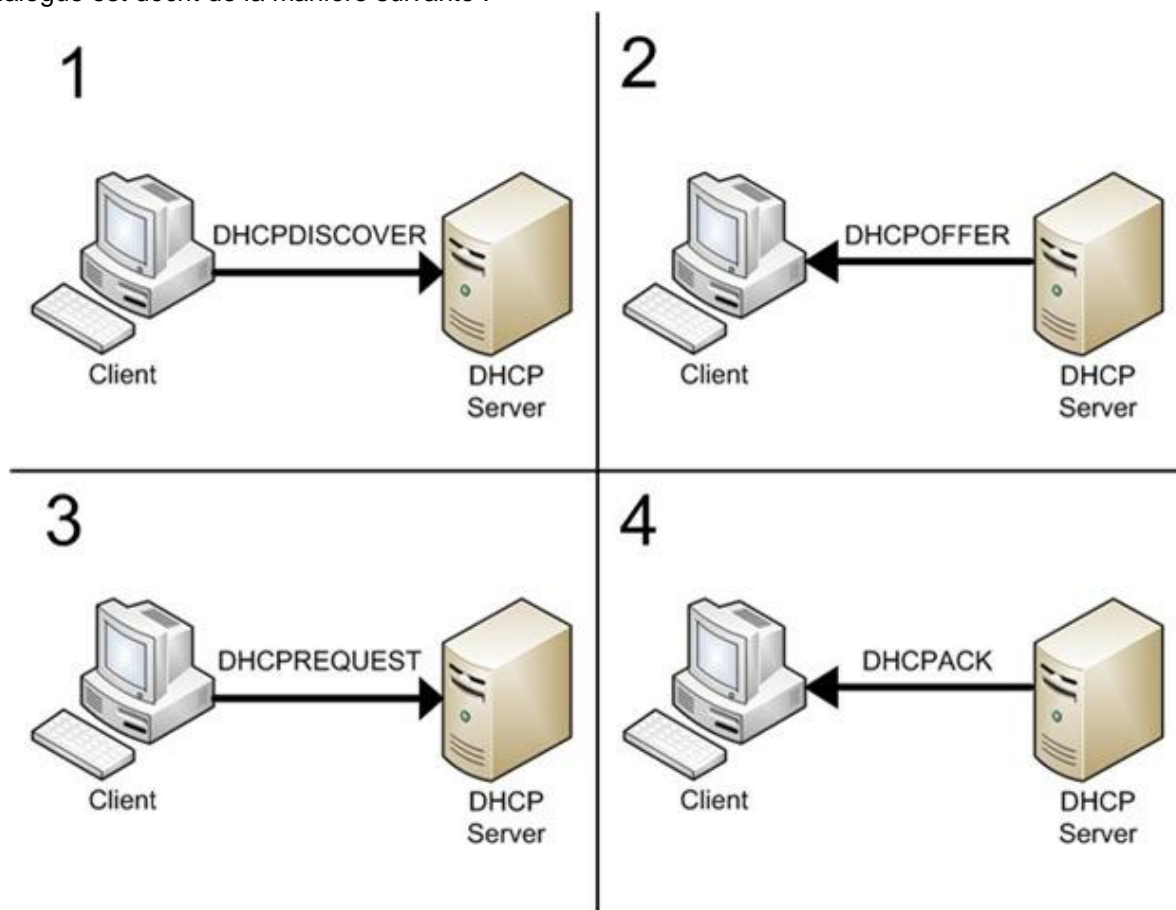 est décrit de la manière suivante :
1
DHCPDISCOVER
Client
DHCP
Server
2
DHCPOFFER
Client
DHCP
Server
3
DHCPREQUEST
Client
DHCP
Server
4
DHCPACK
Client
DHCP
Server